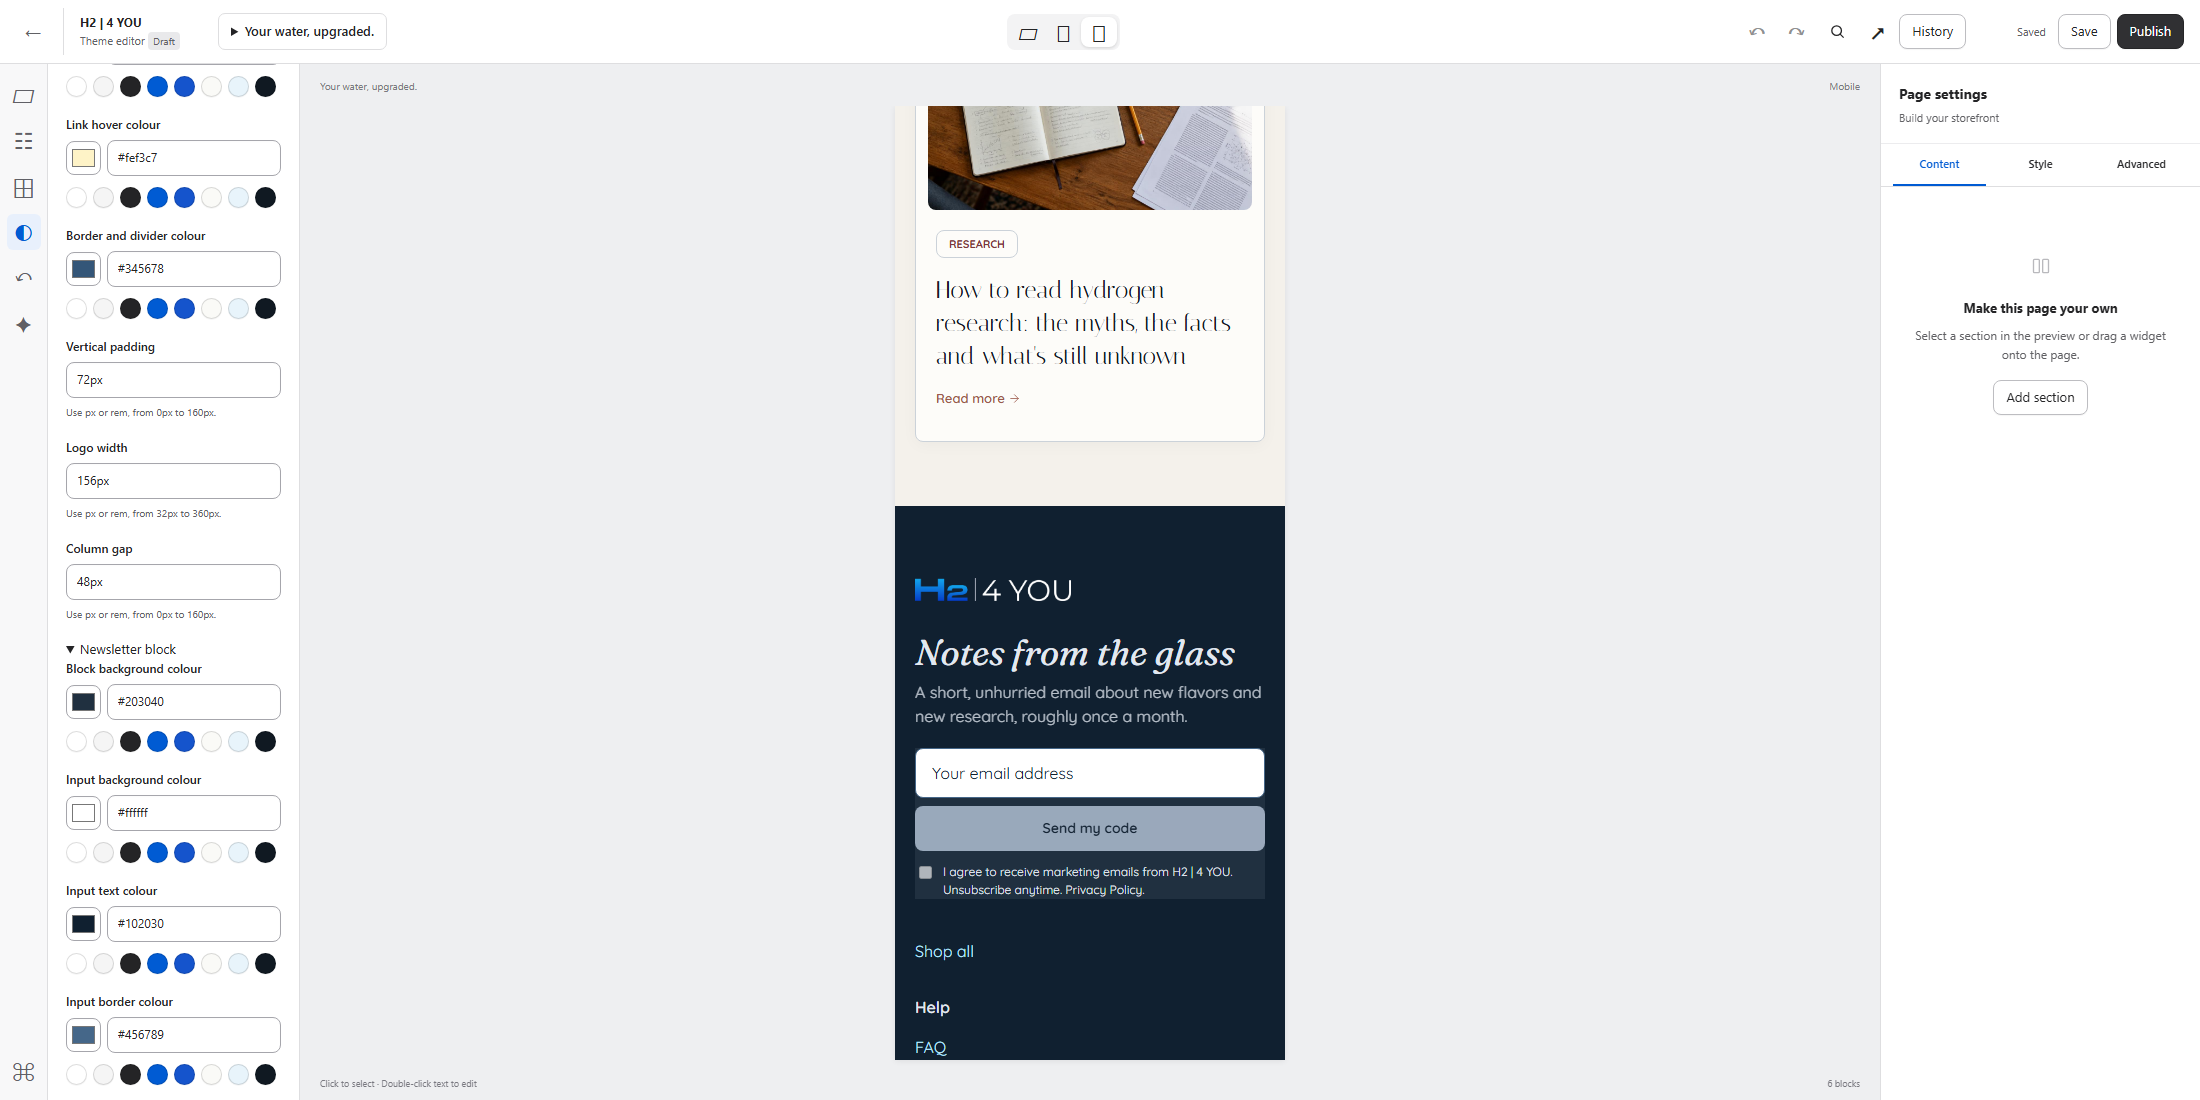 H2 | 4 YOU
Theme editor Draft
Your water, upgraded.
History
Saved
Save
Publish
Link hover colour
#fef3c7
Border and divider colour
#345678
Vertical padding
72px
Use px or rem, from 0px to 160px.
Logo width
156px
Use px or rem, from 32px to 360px.
Column gap
48px
Use px or rem, from 0px to 160px.
Newsletter block
Block background colour
#203040
Input background colour
#ffffff
Input text colour
#102030
Input border colour
#456789
Your water, upgraded.
Mobile
RESEARCH
How to read hydrogen
research: the myths, the facts
and what's still unknown
Read more →
H2 | 4 YOU
Notes from the glass
A short, unhurried email about new flavors and
new research, roughly once a month.
Your email address
Send my code
I agree to receive marketing emails from H2 | 4 YOU.
Unsubscribe anytime. Privacy Policy.
Shop all
Help
FAQ
Click to select · Double-click text to edit
6 blocks
Page settings
Build your storefront
Content
Style
Advanced
Make this page your own
Select a section in the preview or drag a widget
onto the page.
Add section